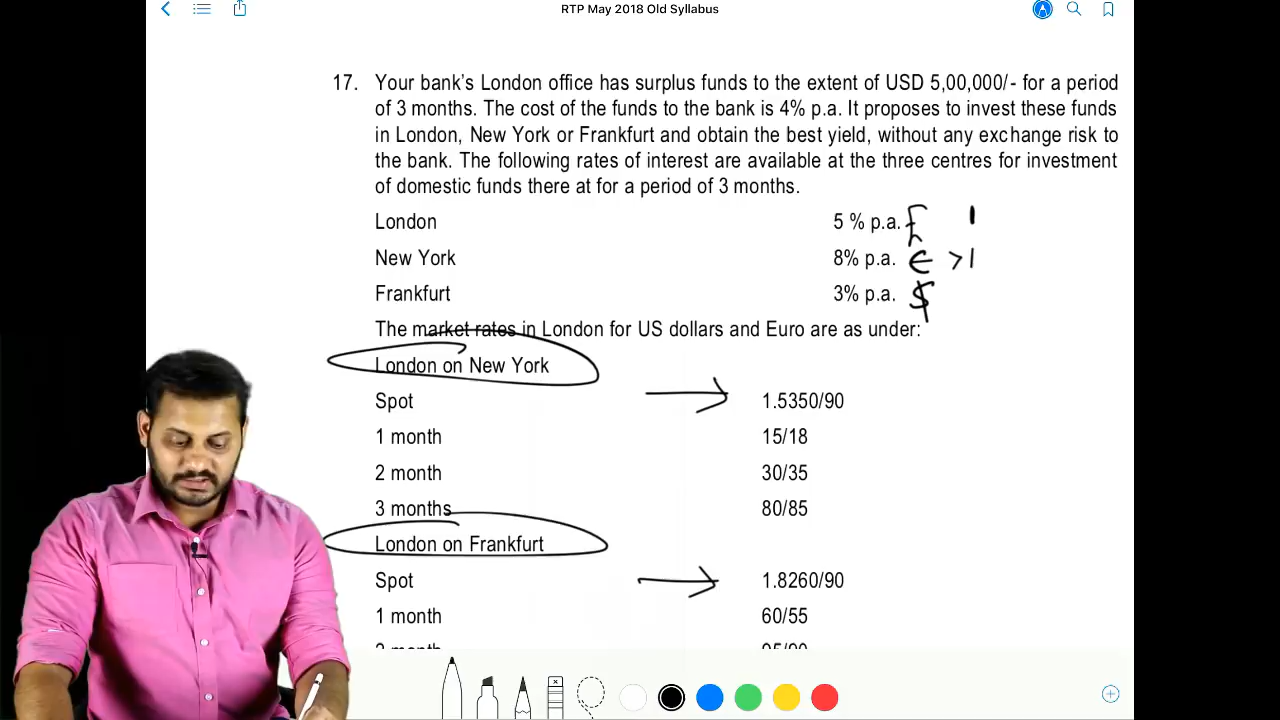 RTP May 2018 Old Syllabus
17. Your bank's London office has surplus funds to the extent of USD 5,00,000/- for a period
of 3 months. The cost of the funds to the bank is 4% p.a. It proposes to invest these funds
in London, New York or Frankfurt and obtain the best yield, without any exchange risk to
the bank. The following rates of interest are available at the three centres for investment
of domestic funds there at for a period of 3 months.
London 5 % p.a. £ 1
New York 8% p.a. € >1
Frankfurt 3% p.a. $
The market rates in London for US dollars and Euro are as under:
London on New York
Spot 1.5350/90
1 month 15/18
2 month 30/35
3 months 80/85
London on Frankfurt
Spot 1.8260/90
1 month 60/55